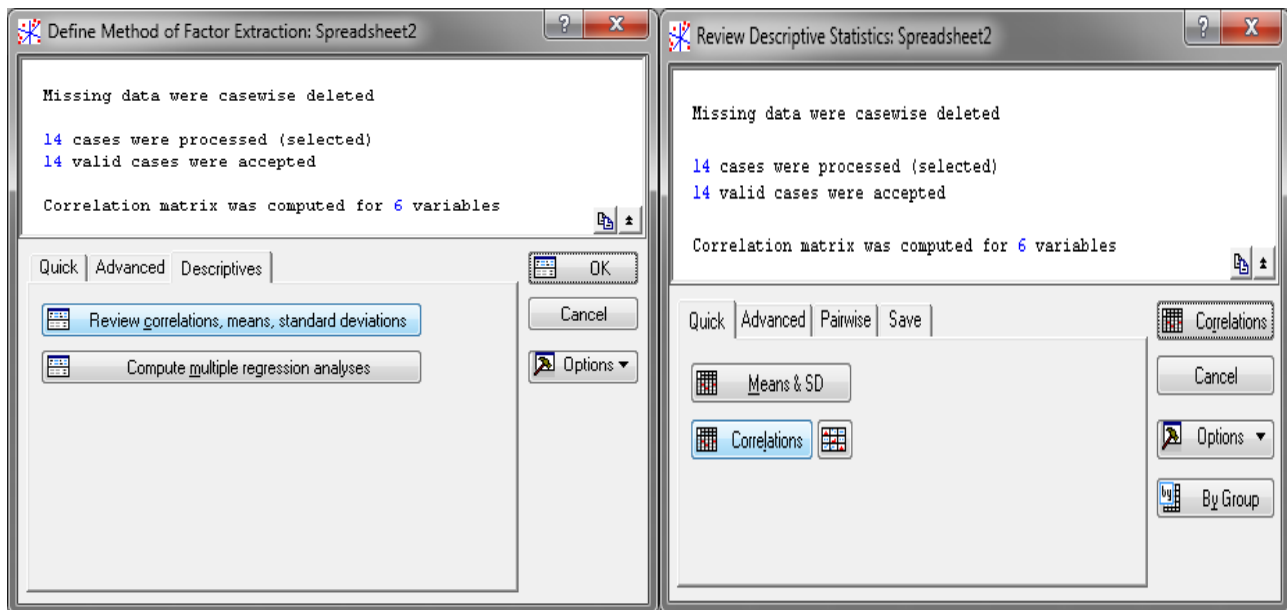 Define Method of Factor Extraction: Spreadsheet2
? X
Missing data were casewise deleted
14 cases were processed (selected)
14 valid cases were accepted
Correlation matrix was computed for 6 variables
Quick Advanced Descriptives
OK
Review correlations, means, standard deviations
Cancel
Compute multiple regression analyses
Options
Review Descriptive Statistics: Spreadsheet2
? X
Missing data were casewise deleted
14 cases were processed (selected)
14 valid cases were accepted
Correlation matrix was computed for 6 variables
Quick Advanced Pairwise Save
Correlations
Means & SD
Cancel
Correlations
Options
by By Group